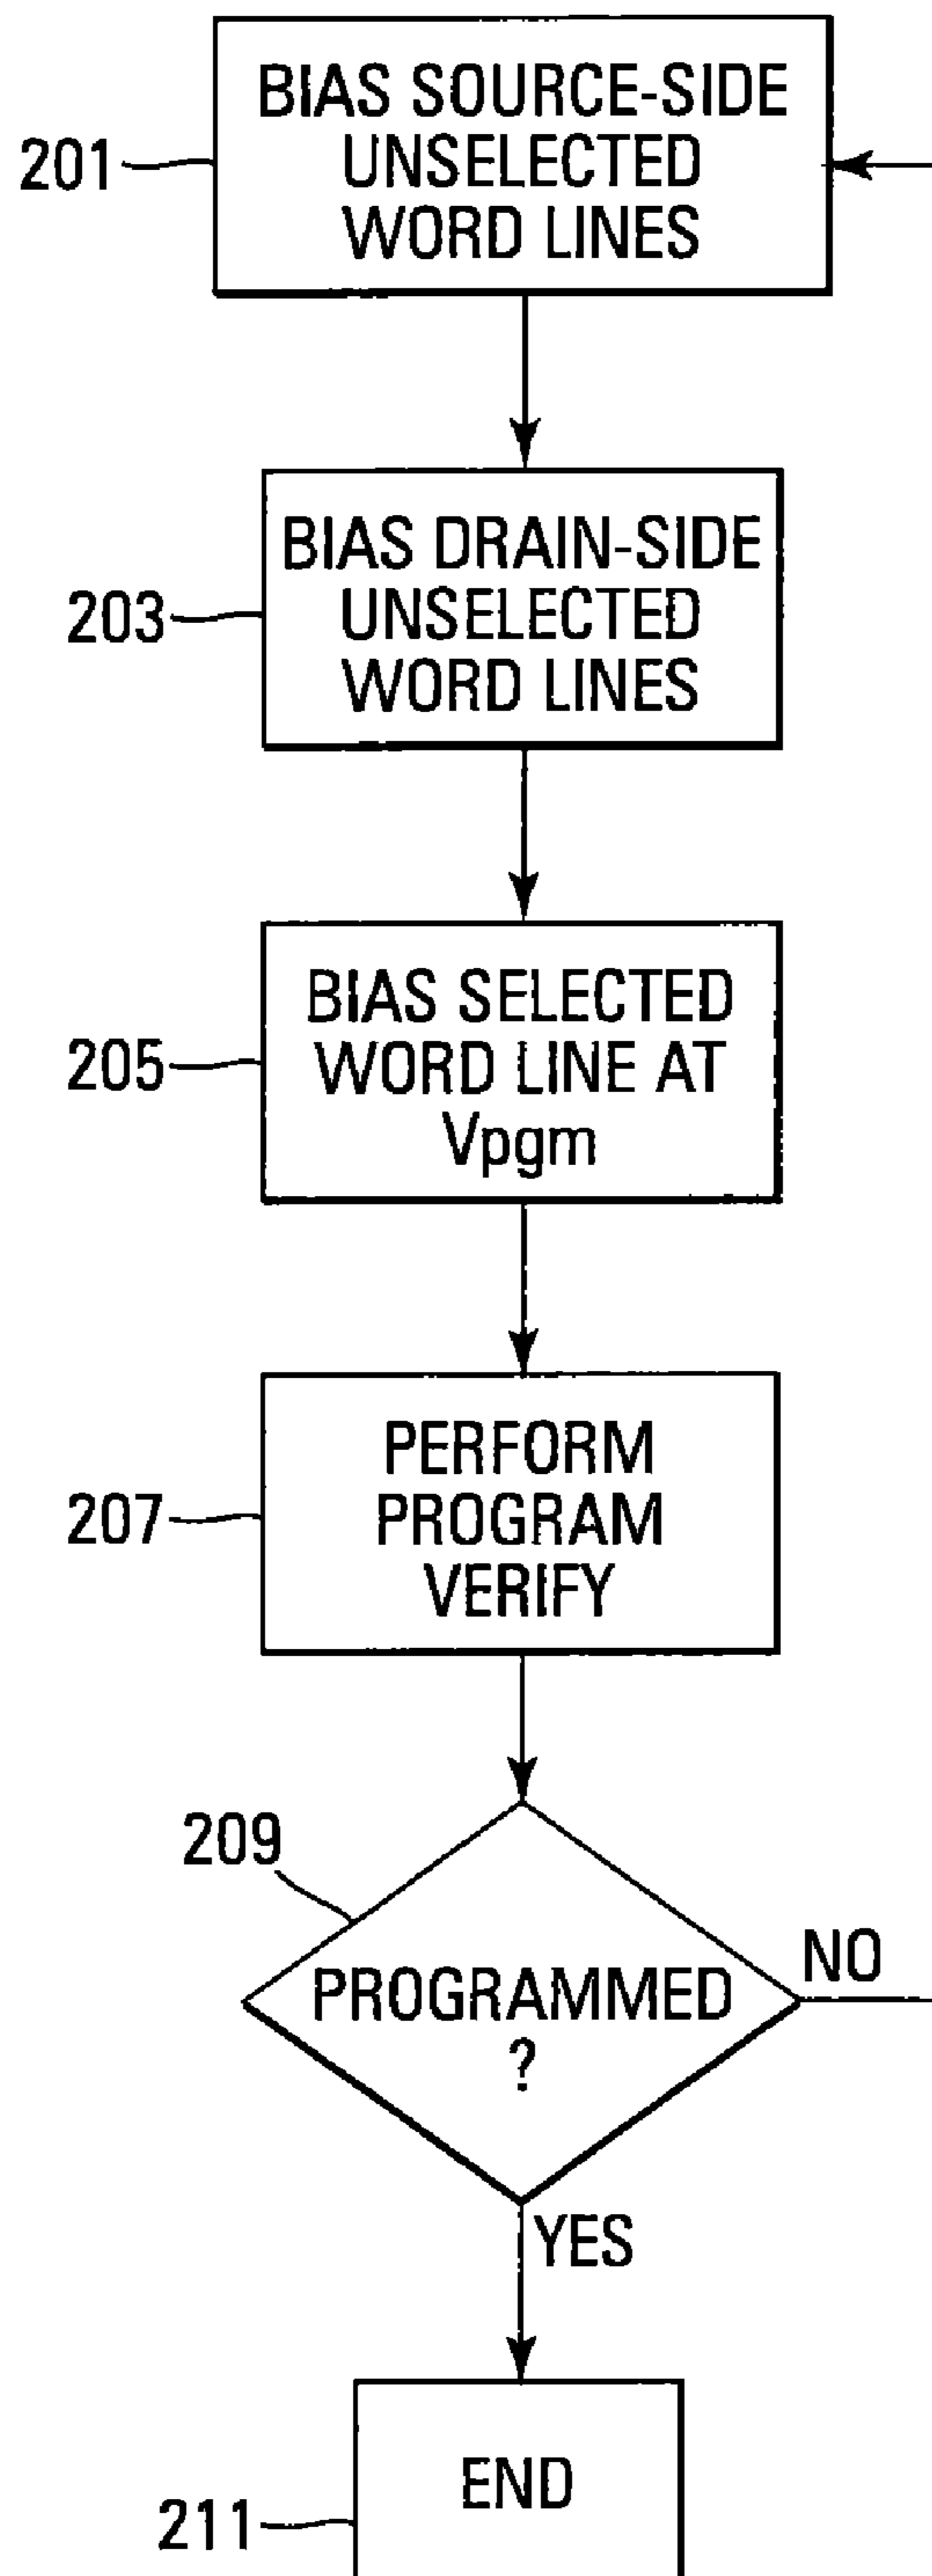 BIAS SOURCE-SIDE
UNSELECTED
WORD LINES
201
BIAS DRAIN-SIDE
UNSELECTED
WORD LINES
203
BIAS SELECTED
WORD LINE AT
Vpgm
205
PERFORM
PROGRAM
VERIFY
207
209
PROGRAMMED
?
NO
YES
END
211